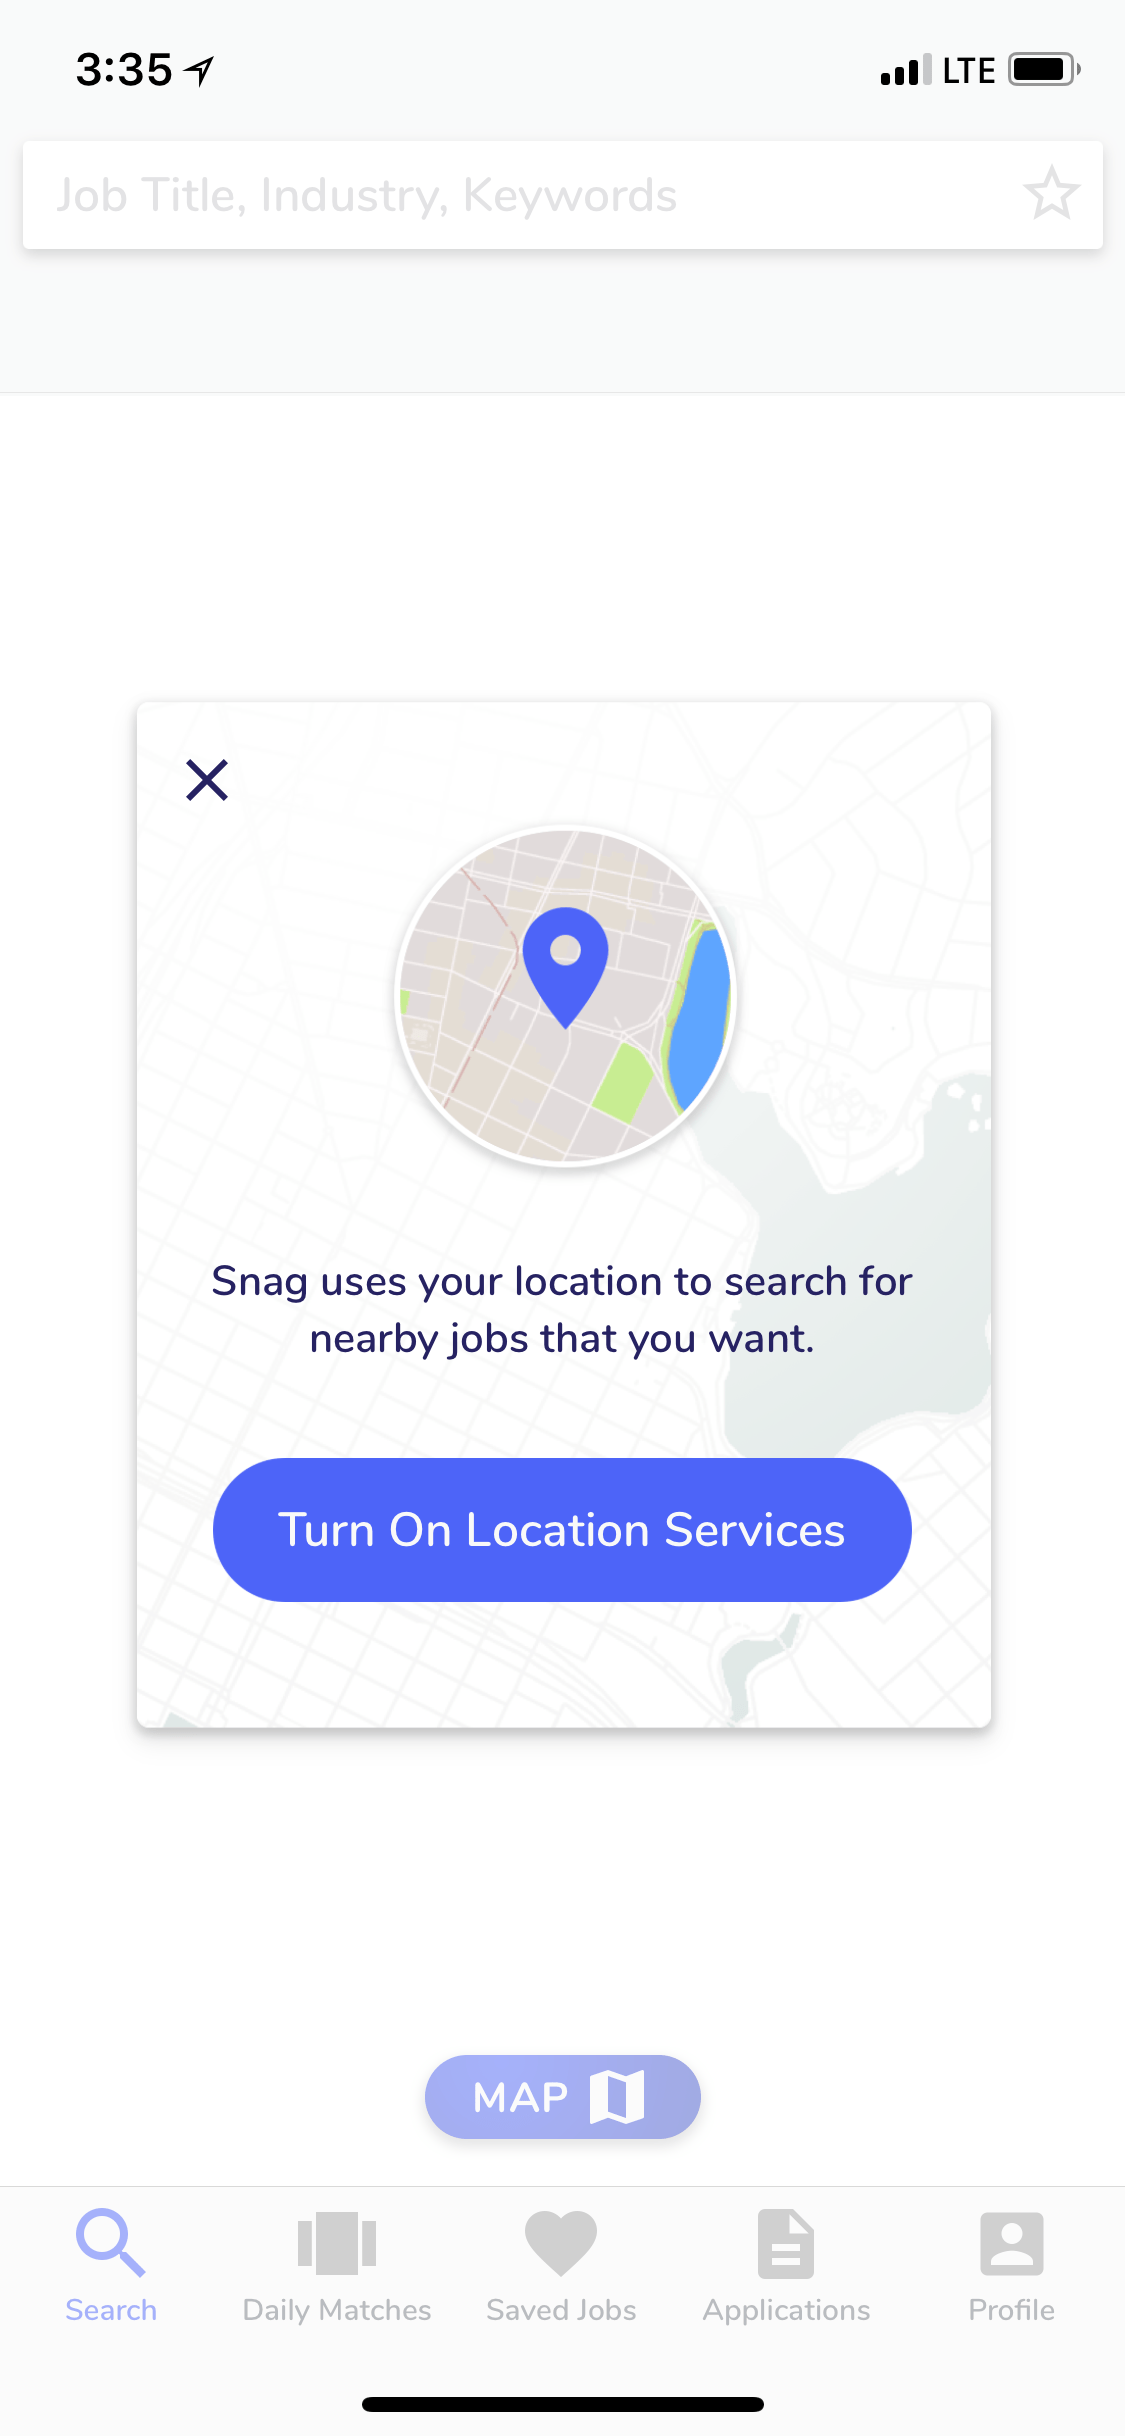 3:35
LTE
Job Title, Industry, Keywords
Snag uses your location to search for
nearby jobs that you want.
Turn On Location Services
MAP
Search
Daily Matches
Saved Jobs
Applications
Profile